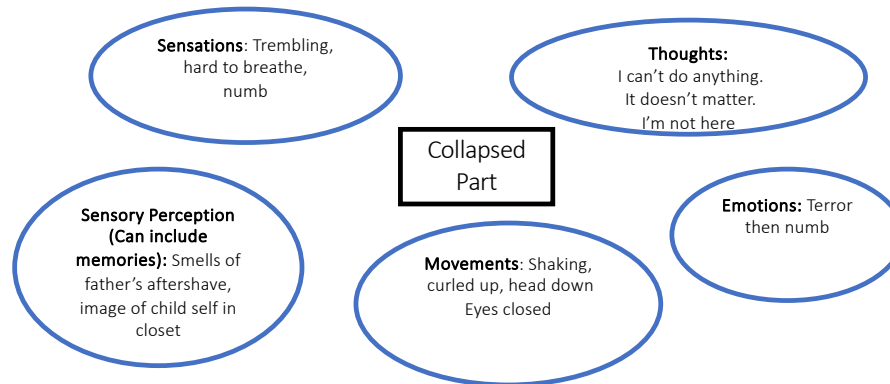 Sensations: Trembling,
hard to breathe,
numb
Thoughts:
I can’t do anything.
It doesn’t matter.
I’m not here
Collapsed
Part
Sensory Perception
(Can include
memories): Smells of
father’s aftershave,
image of child self in
closet
Movements: Shaking,
curled up, head down
Eyes closed
Emotions: Terror
then numb